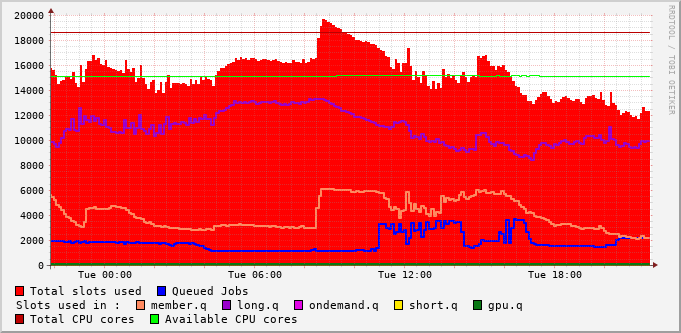 20000
18000
16000
14000
12000
10000
8000
6000
4000
2000
0
Tue 00:00 Tue 06:00 Tue 12:00 Tue 18:00
Total slots used Queued Jobs
Slots used in : member.q long.q ondemand.q short.q gpu.q
Total CPU cores Available CPU cores
RRDTOOL / TOBI OETIKER